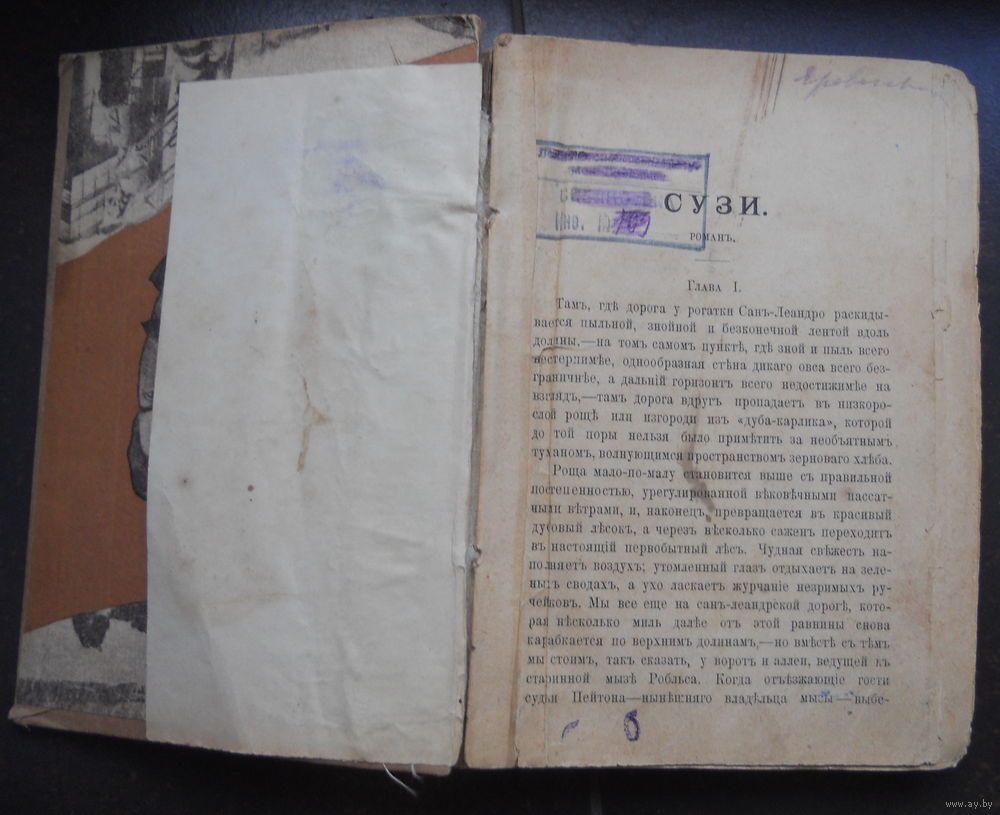 СУЗИ.
РОМАНЪ.
ГЛАВА I.
Тамъ, гдѣ дорога у рогатки Санъ-Леандро раскиды-
вается пыльной, знойной и безконечной лентой вдоль
долины,—на томъ самомъ пунктѣ, гдѣ зной и пыль всего
нестерпимѣе, однообразная стѣна дикаго овса всего без-
граничнѣе, а дальній горизонтъ всего недостижимѣе на
взглядъ,—тамъ дорога вдругъ пропадаетъ въ низкоро-
слой рощѣ или изгороди изъ «дуба-карлика», которой
до той поры нельзя было примѣтить за необъятнымъ
туманомъ, волнующимся пространствомъ зерноваго хлѣба.
Роща мало-по-малу становится выше съ правильной
постепенностью, урегулированной вѣковѣчными пассат-
ными вѣтрами, и, наконецъ, превращается въ красивый
дубовый лѣсокъ, а черезъ нѣсколько сажен переходитъ
въ настоящій первобытный лѣсъ. Чудная свѣжесть на-
полняетъ воздухъ; утомленный глазъ отдыхаетъ на зеле-
ныхъ сводахъ, а ухо ласкаетъ журчаніе незримыхъ ру-
чейковъ. Мы все еще на санъ-леандрской дорогѣ, кото-
рая нѣсколько миль далѣе отъ этой равнины снова
карабкается по верхнимъ долинамъ,—но вмѣстѣ съ тѣмъ
мы стоимъ, такъ сказать, у воротъ и аллеи, ведущей къ
старинной мызѣ Робльса. Когда отъѣзжающіе гости
судьи Пейтона—нынѣшняго владѣльца мызы—выбе-
б
www.ay.by